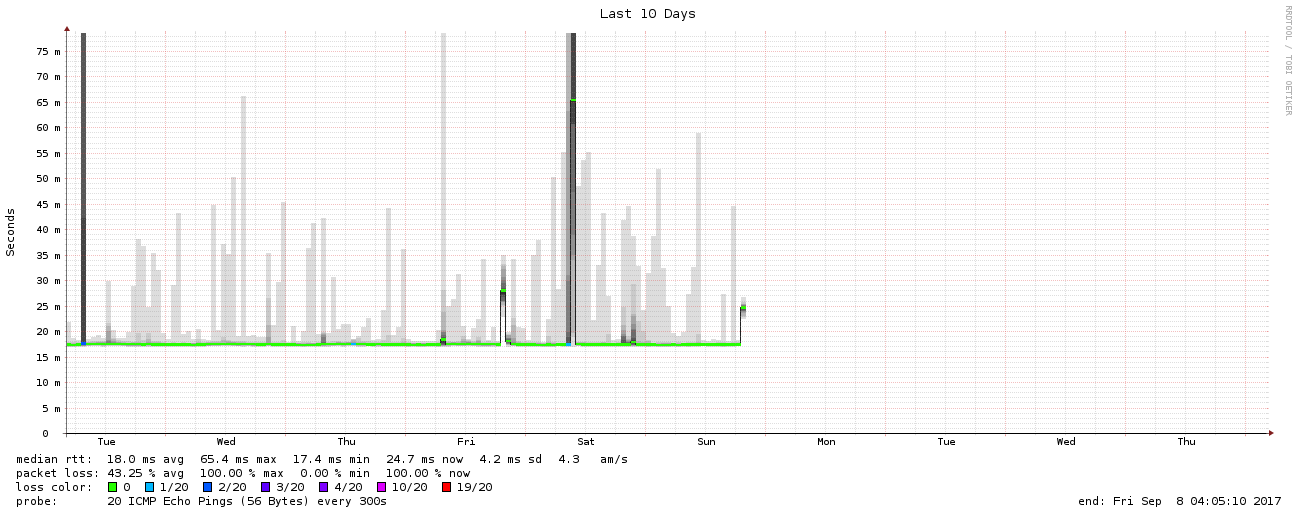 Last 10 Days
RRDTOOL / TOBI OETIKER
Seconds
75 m
70 m
65 m
60 m
55 m
50 m
45 m
40 m
35 m
30 m
25 m
20 m
15 m
10 m
5 m
0
Tue Wed Thu Fri Sat Sun Mon Tue Wed Thu
median rtt: 18.0 ms avg 65.4 ms max 17.4 ms min 24.7 ms now 4.2 ms sd 4.3 am/s
packet loss: 43.25 % avg 100.00 % max 0.00 % min 100.00 % now
loss color: 0 1/20 2/20 3/20 4/20 10/20 19/20
probe: 20 ICMP Echo Pings (56 Bytes) every 300s end: Fri Sep 8 04:05:10 2017